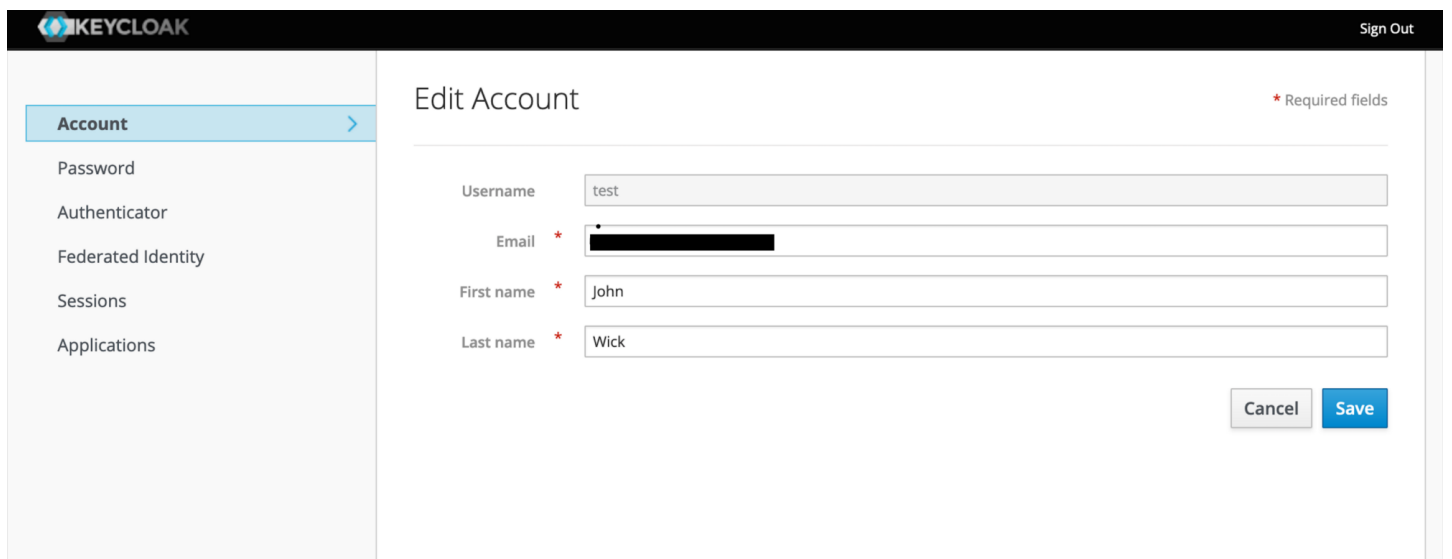 KEYCLOAK
Sign Out
Account
Password
Authenticator
Federated Identity
Sessions
Applications
Edit Account
* Required fields
Username test
Email *
First name * John
Last name * Wick
Cancel Save